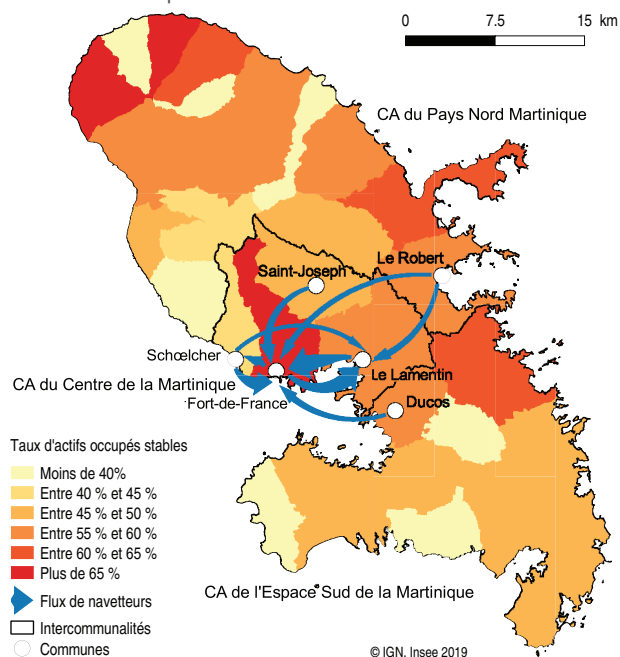 0 7.5 15 km
CA du Pays Nord Martinique
Le Robert
Saint-Joseph
Schœlcher
Le Lamentin
CA du Centre de la Martinique
Fort-de-France
Ducos
Taux d'actifs occupés stables
Moins de 40%
Entre 40 % et 45 %
Entre 45 % et 50 %
Entre 55 % et 60 %
Entre 60 % et 65 %
Plus de 65 %
Flux de navetteurs
Intercommunalités
Communes
CA de l'Espace Sud de la Martinique
© IGN, Insee 2019